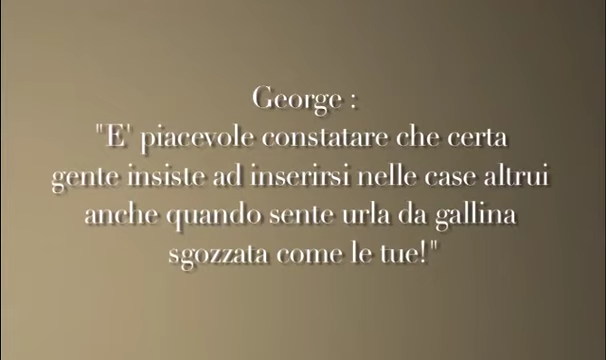 George :
"E' piacevole constatare che certa
gente insiste ad inserirsi nelle case altrui
anche quando sente urla da gallina
sgozzata come le tue!"